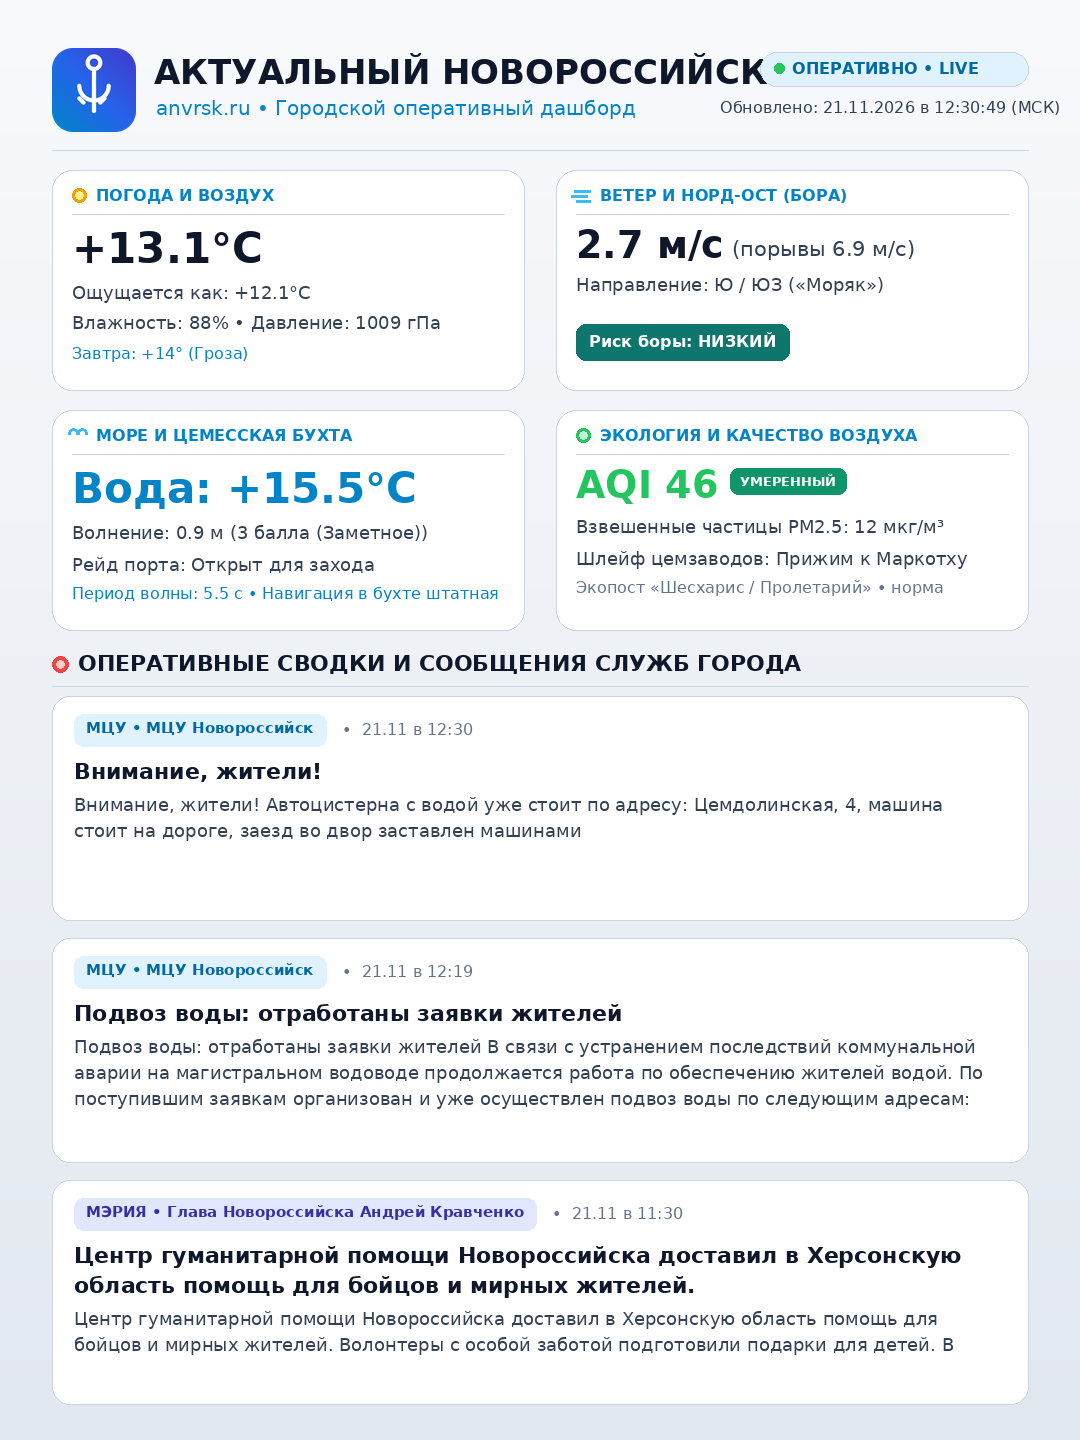 АКТУАЛЬНЫЙ НОВОРОССИЙСК
ОПЕРАТИВНО • LIVE
anvrsk.ru • Городской оперативный дашборд
Обновлено: 21.11.2026 в 12:30:49 (МСК)
ПОГОДА И ВОЗДУХ
+13.1°C
Ощущается как: +12.1°C
Влажность: 88% • Давление: 1009 гПа
Завтра: +14° (Гроза)
ВЕТЕР И НОРД-ОСТ (БОРА)
2.7 м/с (порывы 6.9 м/с)
Направление: Ю / ЮЗ («Моряк»)
Риск боры: НИЗКИЙ
МОРЕ И ЦЕМЕССКАЯ БУХТА
Вода: +15.5°C
Волнение: 0.9 м (3 балла (Заметное))
Рейд порта: Открыт для захода
Период волны: 5.5 с • Навигация в бухте штатная
ЭКОЛОГИЯ И КАЧЕСТВО ВОЗДУХА
AQI 46 УМЕРЕННЫЙ
Взвешенные частицы PM2.5: 12 мкг/м³
Шлейф цемзаводов: Прижим к Маркотху
Экопост «Шесхарис / Пролетарий» • норма
ОПЕРАТИВНЫЕ СВОДКИ И СООБЩЕНИЯ СЛУЖБ ГОРОДА
МЦУ • МЦУ Новороссийск • 21.11 в 12:30
Внимание, жители!
Внимание, жители! Автоцистерна с водой уже стоит по адресу: Цемдолинская, 4, машина
стоит на дороге, заезд во двор заставлен машинами
МЦУ • МЦУ Новороссийск • 21.11 в 12:19
Подвоз воды: отработаны заявки жителей
Подвоз воды: отработаны заявки жителей В связи с устранением последствий коммунальной
аварии на магистральном водоводе продолжается работа по обеспечению жителей водой. По
поступившим заявкам организован и уже осуществлен подвоз воды по следующим адресам:
МЭРИЯ • Глава Новороссийска Андрей Кравченко • 21.11 в 11:30
Центр гуманитарной помощи Новороссийска доставил в Херсонскую
область помощь для бойцов и мирных жителей.
Центр гуманитарной помощи Новороссийска доставил в Херсонскую область помощь для
бойцов и мирных жителей. Волонтеры с особой заботой подготовили подарки для детей. В